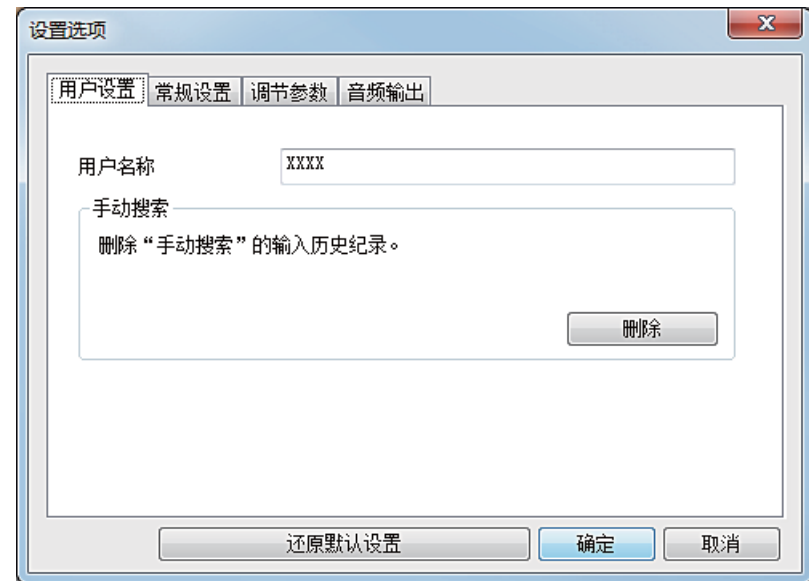 设置选项
用户设置 常规设置 调节参数 音频输出
用户名称 XXXX
手动搜索
删除“手动搜索”的输入历史纪录。
删除
还原默认设置 确定 取消